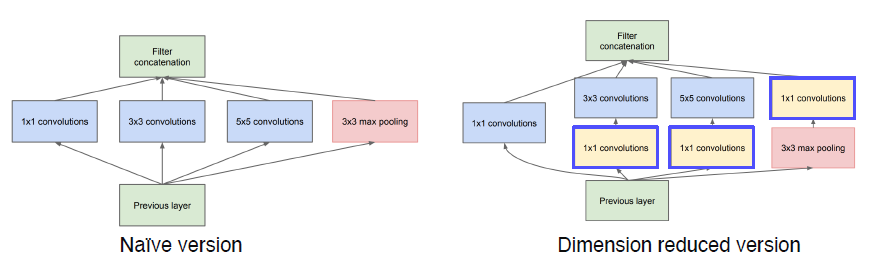 Filter
concatenation
1x1 convolutions
3x3 convolutions
5x5 convolutions
3x3 max pooling
Previous layer
Naïve version
Filter
concatenation
3x3 convolutions
5x5 convolutions
1x1 convolutions
1x1 convolutions
1x1 convolutions
1x1 convolutions
3x3 max pooling
Previous layer
Dimension reduced version